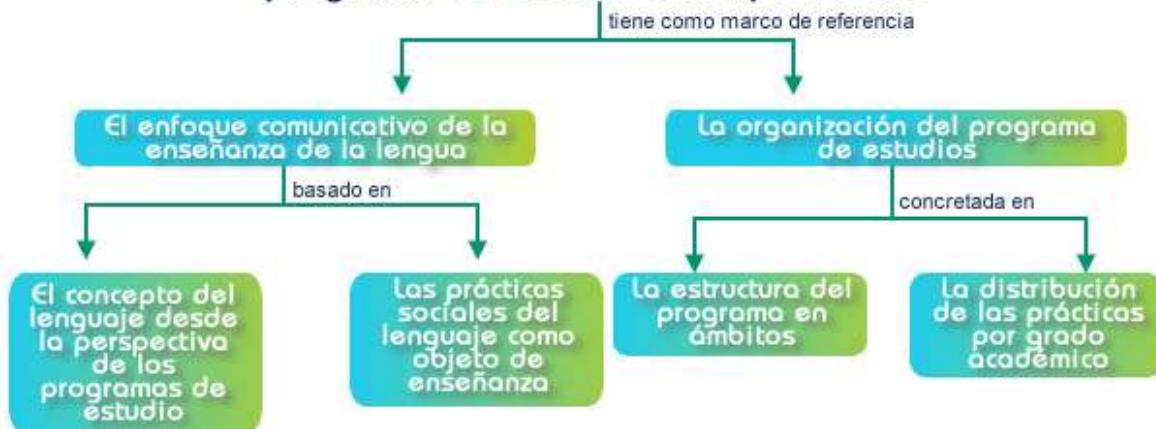 tiene como marco de referencia
El enfoque comunicativo de la
enseñanza de la lengua
La organización del programa
de estudios
basado en
concretada en
El concepto del
lenguaje desde
la perspectiva
de los
programas de
estudio
Las prácticas
sociales del
lenguaje como
objeto de
enseñanza
La estructura del
programa en
ámbitos
La distribución
de las prácticas
por grado
académico